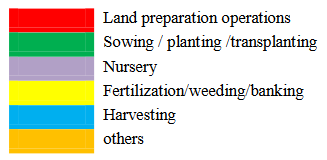 Land preparation operations
Sowing / planting /transplanting
Nursery
Fertilization/weeding/banking
Harvesting
others